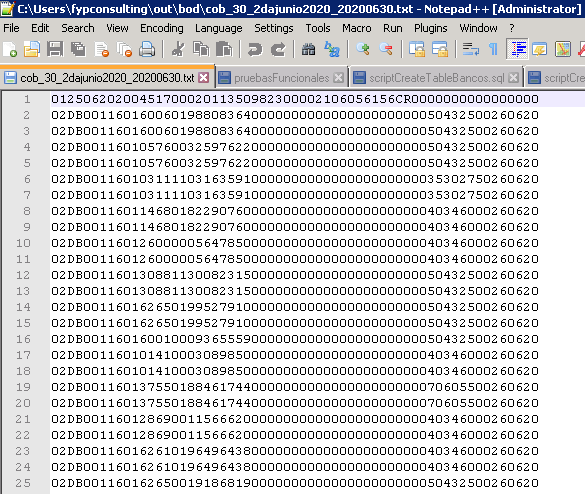 C:\Users\fypconsulting\out\bod\cob_30_2dajunio2020_20200630.txt - Notepad++ [Administrator]
File Edit Search View Encoding Language Settings Tools Macro Run Plugins Window ?
cob_30_2dajunio2020_20200630.txt pruebasFuncionales scriptCreateTableBancos.sql scriptCre
1 0125062020045170002011350982300002106056156CR0000000000000000
2 02DB001160160060198808364000000000000000000000050432500260620
3 02DB001160160060198808364000000000000000000000050432500260620
4 02DB001160105760032597622000000000000000000000050432500260620
5 02DB001160105760032597622000000000000000000000050432500260620
6 02DB001160103111103163591000000000000000000000035302750260620
7 02DB001160103111103163591000000000000000000000035302750260620
8 02DB001160114680182290760000000000000000000000040346000260620
9 02DB001160114680182290760000000000000000000000040346000260620
10 02DB001160126000005647850000000000000000000000040346000260620
11 02DB001160126000005647850000000000000000000000040346000260620
12 02DB001160130881130082315000000000000000000000050432500260620
13 02DB001160130881130082315000000000000000000000050432500260620
14 02DB001160162650199527910000000000000000000000050432500260620
15 02DB001160162650199527910000000000000000000000050432500260620
16 02DB001160160010009365559000000000000000000000050432500260620
17 02DB001160101410003089850000000000000000000000040346000260620
18 02DB001160101410003089850000000000000000000000040346000260620
19 02DB001160137550188461744000000000000000000000070605500260620
20 02DB001160137550188461744000000000000000000000070605500260620
21 02DB001160128690011566620000000000000000000000040346000260620
22 02DB001160128690011566620000000000000000000000040346000260620
23 02DB001160162610196496438000000000000000000000040346000260620
24 02DB001160162610196496438000000000000000000000040346000260620
25 02DB001160162650019186819000000000000000000000050432500260620